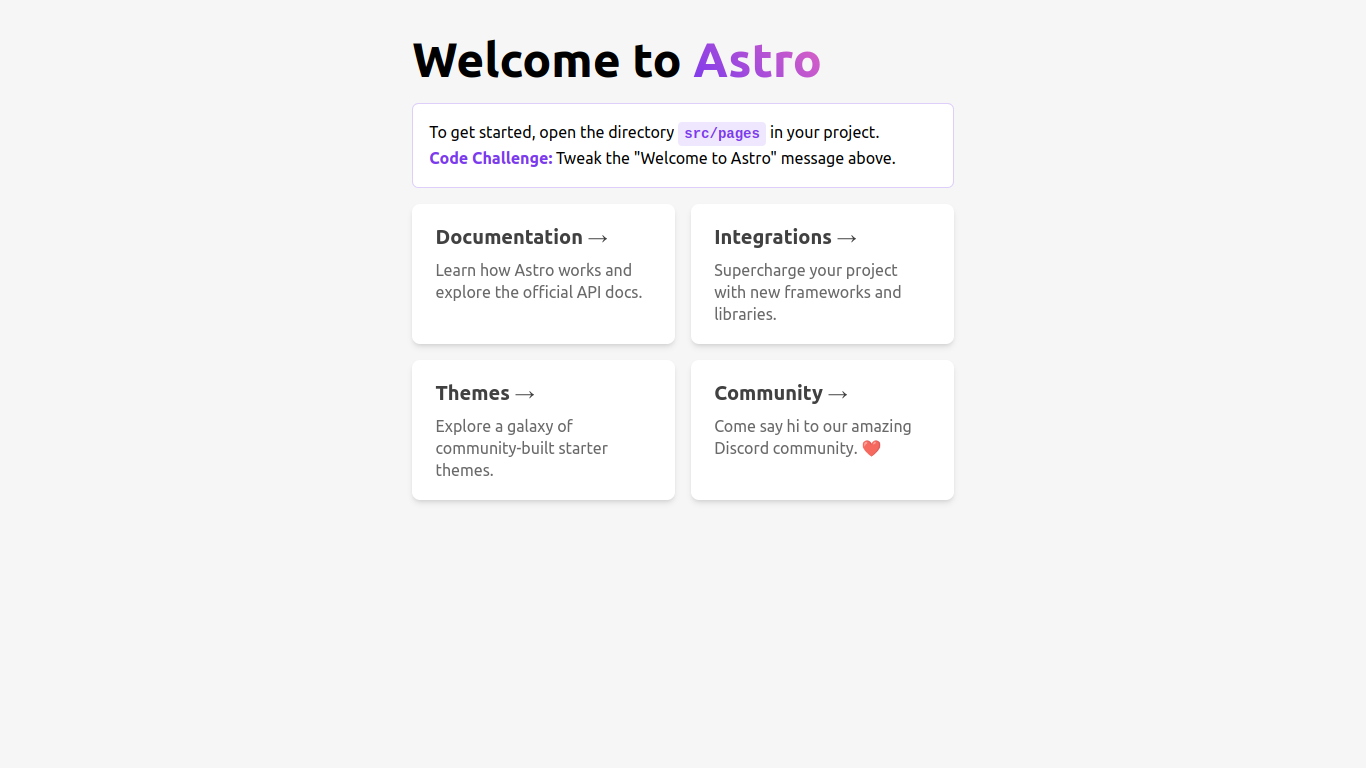 Welcome to Astro
To get started, open the directory src/pages in your project.
Code Challenge: Tweak the "Welcome to Astro" message above.
Documentation →
Learn how Astro works and
explore the official API docs.
Integrations →
Supercharge your project
with new frameworks and
libraries.
Themes →
Explore a galaxy of
community-built starter
themes.
Community →
Come say hi to our amazing
Discord community. ❤️